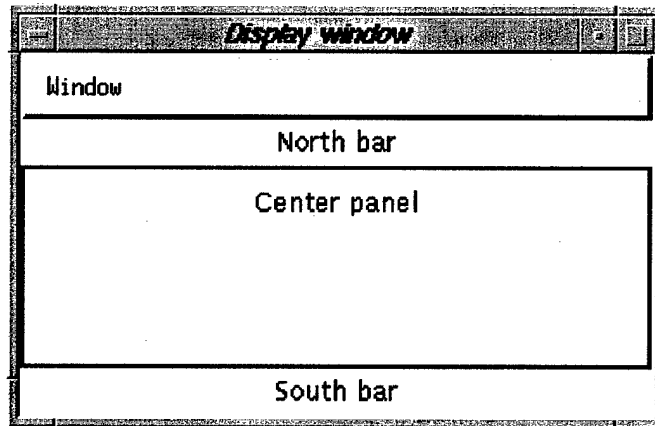 Display window
Window
North bar
Center panel
South bar